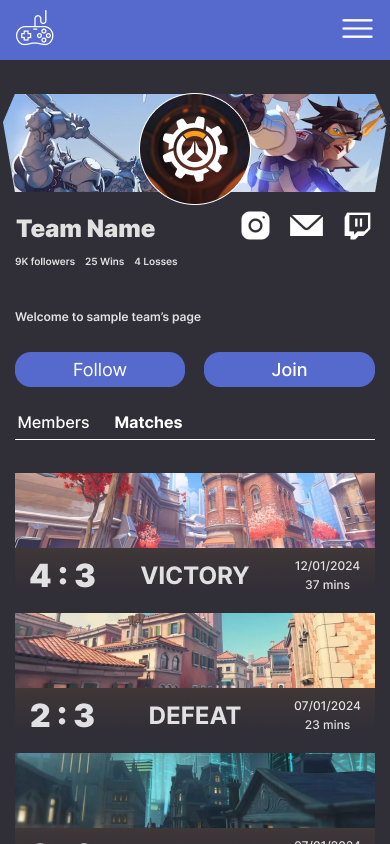 Team Name
9K followers 25 Wins 4 Losses
Welcome to sample team's page
Follow Join
Members Matches
4 : 3 VICTORY 12/01/2024
37 mins
2 : 3 DEFEAT 07/01/2024
23 mins